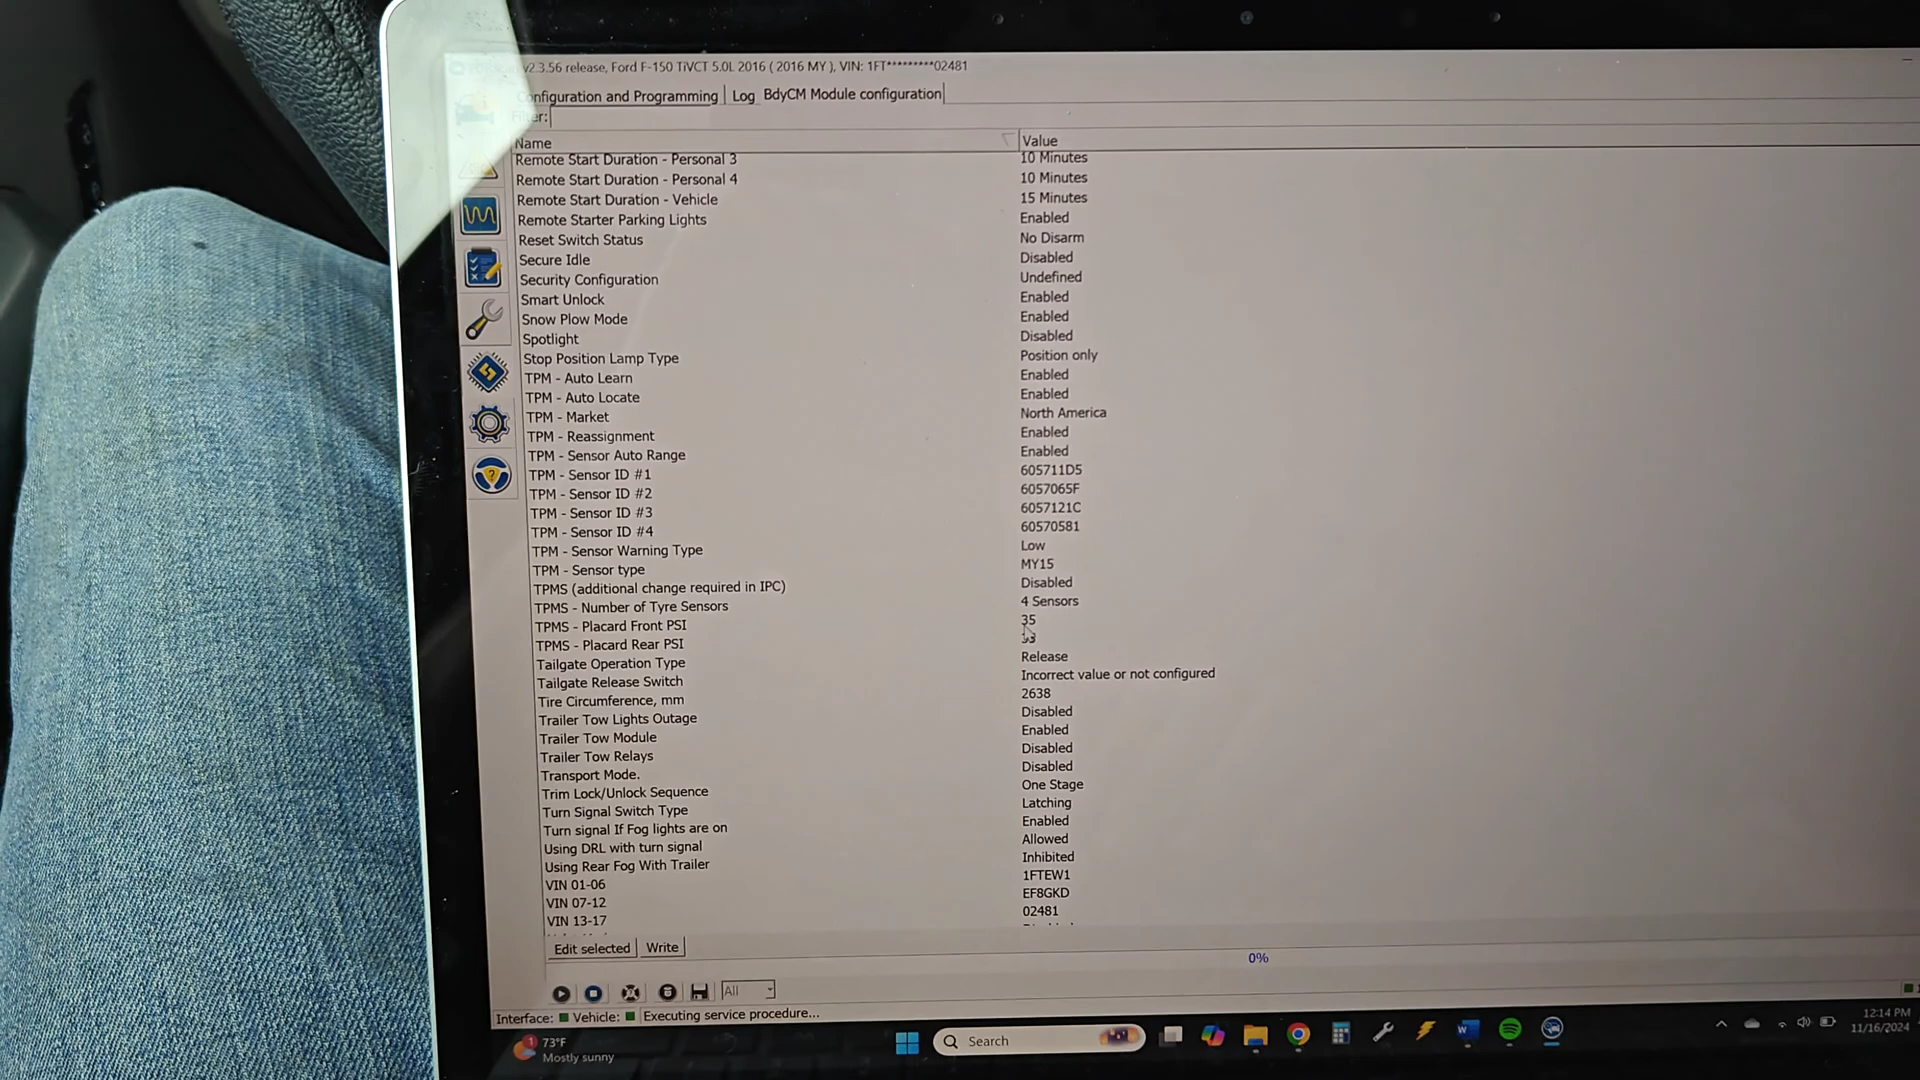 v2.3.56 release, Ford F-150 TiVCT 5.0L 2016 ( 2016 MY ), VIN: 1FT*********02481
Configuration and Programming Log BdyCM Module configuration
Filter:
Name Value
Remote Start Duration - Personal 3 10 Minutes
Remote Start Duration - Personal 4 10 Minutes
Remote Start Duration - Vehicle 15 Minutes
Remote Starter Parking Lights Enabled
Reset Switch Status No Disarm
Secure Idle Disabled
Security Configuration Undefined
Smart Unlock Enabled
Snow Plow Mode Enabled
Spotlight Disabled
Stop Position Lamp Type Position only
TPM - Auto Learn Enabled
TPM - Auto Locate Enabled
TPM - Market North America
TPM - Reassignment Enabled
TPM - Sensor Auto Range Enabled
TPM - Sensor ID #1 605711D5
TPM - Sensor ID #2 6057065F
TPM - Sensor ID #3 6057121C
TPM - Sensor ID #4 60570581
TPM - Sensor Warning Type Low
TPM - Sensor type MY15
TPMS (additional change required in IPC) Disabled
TPMS - Number of Tyre Sensors 4 Sensors
TPMS - Placard Front PSI 35
TPMS - Placard Rear PSI
Tailgate Operation Type Release
Tailgate Release Switch Incorrect value or not configured
Tire Circumference, mm 2638
Trailer Tow Lights Outage Disabled
Trailer Tow Module Enabled
Trailer Tow Relays Disabled
Transport Mode. Disabled
Trim Lock/Unlock Sequence One Stage
Turn Signal Switch Type Latching
Turn signal If Fog lights are on Enabled
Using DRL with turn signal Allowed
Using Rear Fog With Trailer Inhibited
VIN 01-06 1FTEW1
VIN 07-12 EF8GKD
VIN 13-17 02481
Edit selected Write
0%
All
Interface: Vehicle: Executing service procedure...
1 73°F
Mostly sunny
Search
12:14 PM
11/16/2024